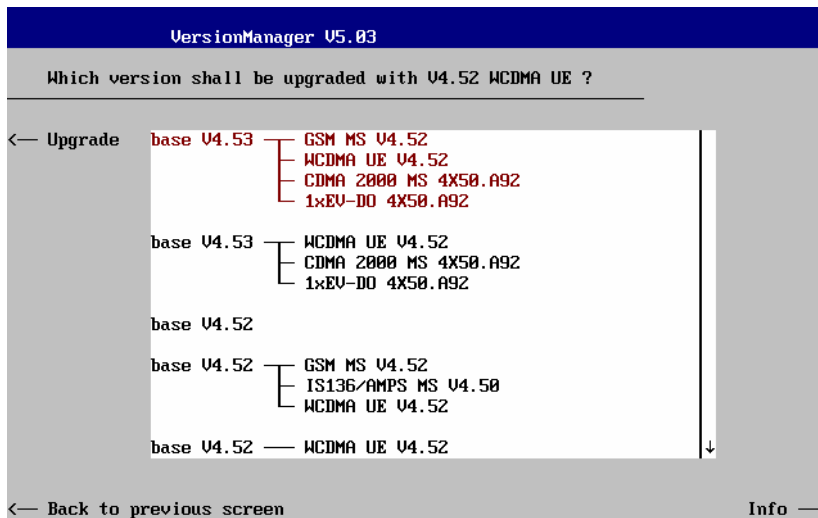 VersionManager V5.03
Which version shall be upgraded with V4.52 WCDMA UE ?
<— Upgrade
base V4.53 ── GSM MS V4.52
WCDMA UE V4.52
CDMA 2000 MS 4X50.A92
1xEV-DO 4X50.A92
base V4.53 ── WCDMA UE V4.52
CDMA 2000 MS 4X50.A92
1xEV-DO 4X50.A92
base V4.52
base V4.52 ── GSM MS V4.52
IS136/AMPS MS V4.50
WCDMA UE V4.52
base V4.52 ── WCDMA UE V4.52
<— Back to previous screen
Info —